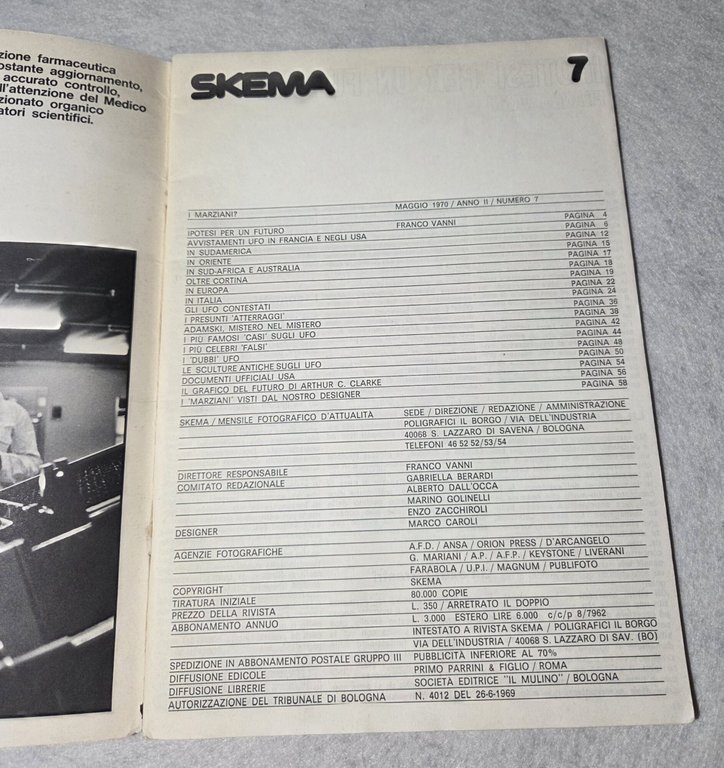 zione farmaceutica
ostante aggiornamento,
accurato controllo,
ll'attenzione del Medico
zionato organico
atori scientifici.
SKEMA
7
MAGGIO 1970 / ANNO II / NUMERO 7
I MARZIANI?
IPOTESI PER UN FUTURO FRANCO VANNI PAGINA 4
AVVISTAMENTI UFO IN FRANCIA E NEGLI USA PAGINA 6
IN SUDAMERICA PAGINA 12
IN ORIENTE PAGINA 15
IN SUD-AFRICA E AUSTRALIA PAGINA 17
OLTRE CORTINA PAGINA 18
IN EUROPA PAGINA 19
IN ITALIA PAGINA 22
GLI UFO CONTESTATI PAGINA 24
I PRESUNTI 'ATTERRAGGI' PAGINA 36
ADAMSKI, MISTERO NEL MISTERO PAGINA 38
I PIÙ FAMOSI 'CASI' SUGLI UFO PAGINA 42
I PIÙ CELEBRI 'FALSI' PAGINA 44
I 'DUBBI' UFO PAGINA 48
LE SCULTURE ANTICHE SUGLI UFO PAGINA 50
DOCUMENTI UFFICIALI USA PAGINA 54
IL GRAFICO DEL FUTURO DI ARTHUR C. CLARKE PAGINA 56
I 'MARZIANI' VISTI DAL NOSTRO DESIGNER PAGINA 58
SKEMA / MENSILE FOTOGRAFICO D'ATTUALITÀ SEDE / DIREZIONE / REDAZIONE / AMMINISTRAZIONE
POLIGRAFICI IL BORGO / VIA DELL'INDUSTRIA
40068 S. LAZZARO DI SAVENA / BOLOGNA
TELEFONI 46 52 52/53/54
DIRETTORE RESPONSABILE FRANCO VANNI
COMITATO REDAZIONALE GABRIELLA BERARDI
ALBERTO DALL'OCCA
MARINO GOLINELLI
ENZO ZACCHIROLI
DESIGNER MARCO CAROLI
AGENZIE FOTOGRAFICHE A.F.D. / ANSA / ORION PRESS / D'ARCANGELO
G. MARIANI / A.P. / A.F.P. / KEYSTONE / LIVERANI
FARABOLA / U.P.I. / MAGNUM / PUBLIFOTO
COPYRIGHT SKEMA
TIRATURA INIZIALE 80.000 COPIE
PREZZO DELLA RIVISTA L. 350 / ARRETRATO IL DOPPIO
ABBONAMENTO ANNUO L. 3.000 ESTERO LIRE 6.000 c/c/p 8/7962
INTESTATO A RIVISTA SKEMA / POLIGRAFICI IL BORGO
VIA DELL'INDUSTRIA / 40068 S. LAZZARO DI SAV. (BO)
SPEDIZIONE IN ABBONAMENTO POSTALE GRUPPO III PUBBLICITÀ INFERIORE AL 70%
DIFFUSIONE EDICOLE PRIMO PARRINI & FIGLIO / ROMA
DIFFUSIONE LIBRERIE SOCIETÀ EDITRICE "IL MULINO" / BOLOGNA
AUTORIZZAZIONE DEL TRIBUNALE DI BOLOGNA N. 4012 DEL 26-6-1969